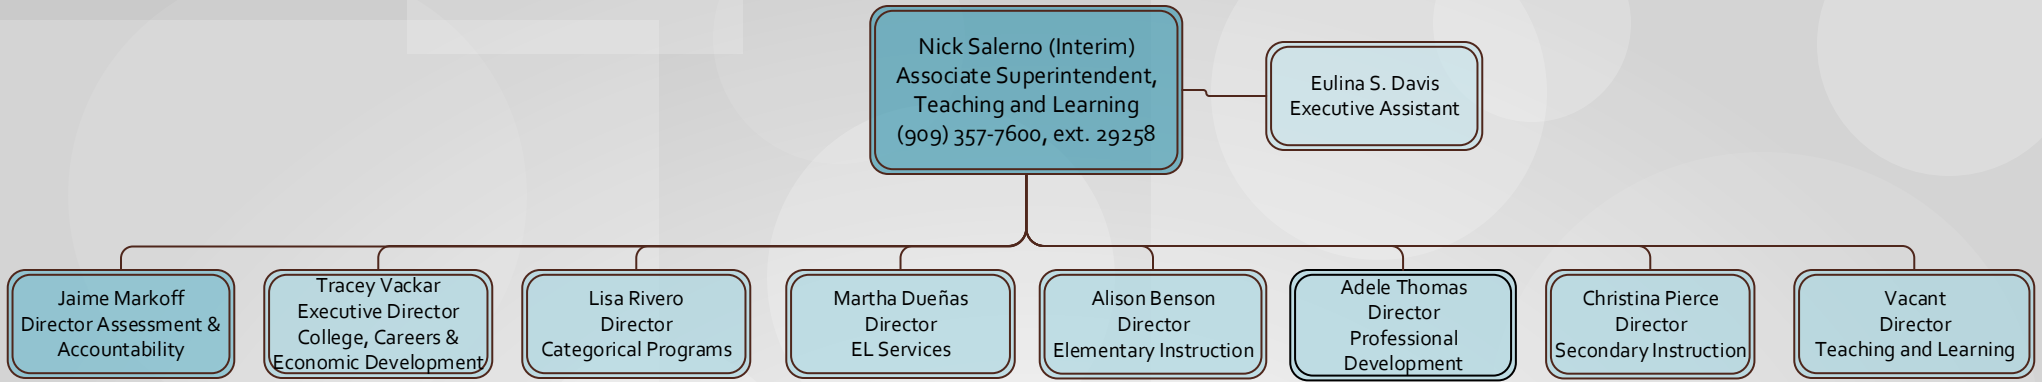 Nick Salerno (Interim)
Associate Superintendent,
Teaching and Learning
(909) 357-7600, ext. 29258
Eulina S. Davis
Executive Assistant
Jaime Markoff
Director Assessment &
Accountability
Tracey Vackar
Executive Director
College, Careers &
Economic Development
Lisa Rivero
Director
Categorical Programs
Martha Dueñas
Director
EL Services
Alison Benson
Director
Elementary Instruction
Adele Thomas
Director
Professional
Development
Christina Pierce
Director
Secondary Instruction
Vacant
Director
Teaching and Learning